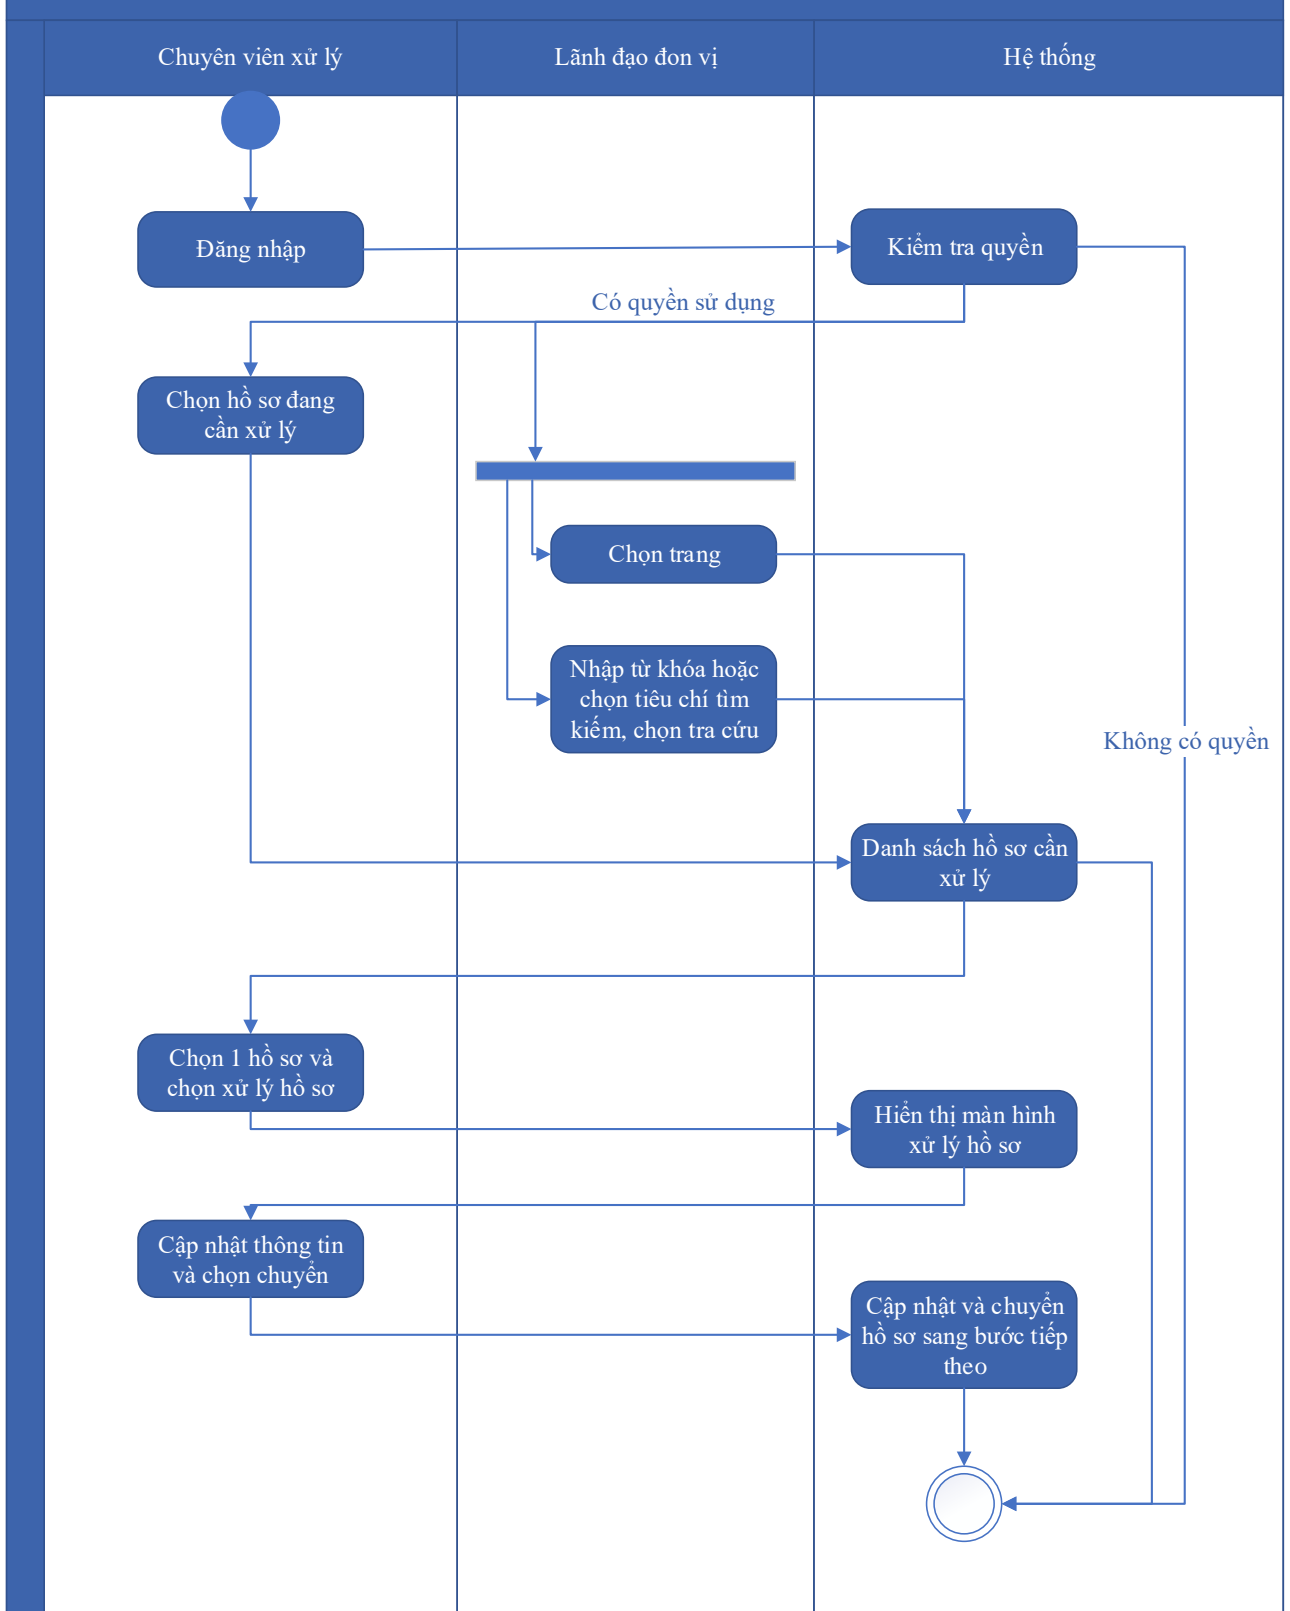 Chuyên viên xử lý
Lãnh đạo đon vị
Hệ thống
Đăng nhập
Kiểm tra quyền
Có quyền sử dụng
Chọn hồ sơ đang
cần xử lý
Chọn trang
Nhập từ khóa hoặc
chọn tiêu chí tìm
kiếm, chọn tra cứu
Không có quyền
Danh sách hồ sơ cần
xử lý
Chọn 1 hồ sơ và
chọn xử lý hồ sơ
Hiển thị màn hình
xử lý hồ sơ
Cập nhật thông tin
và chọn chuyển
Cập nhật và chuyển
hồ sơ sang bước tiếp
theo